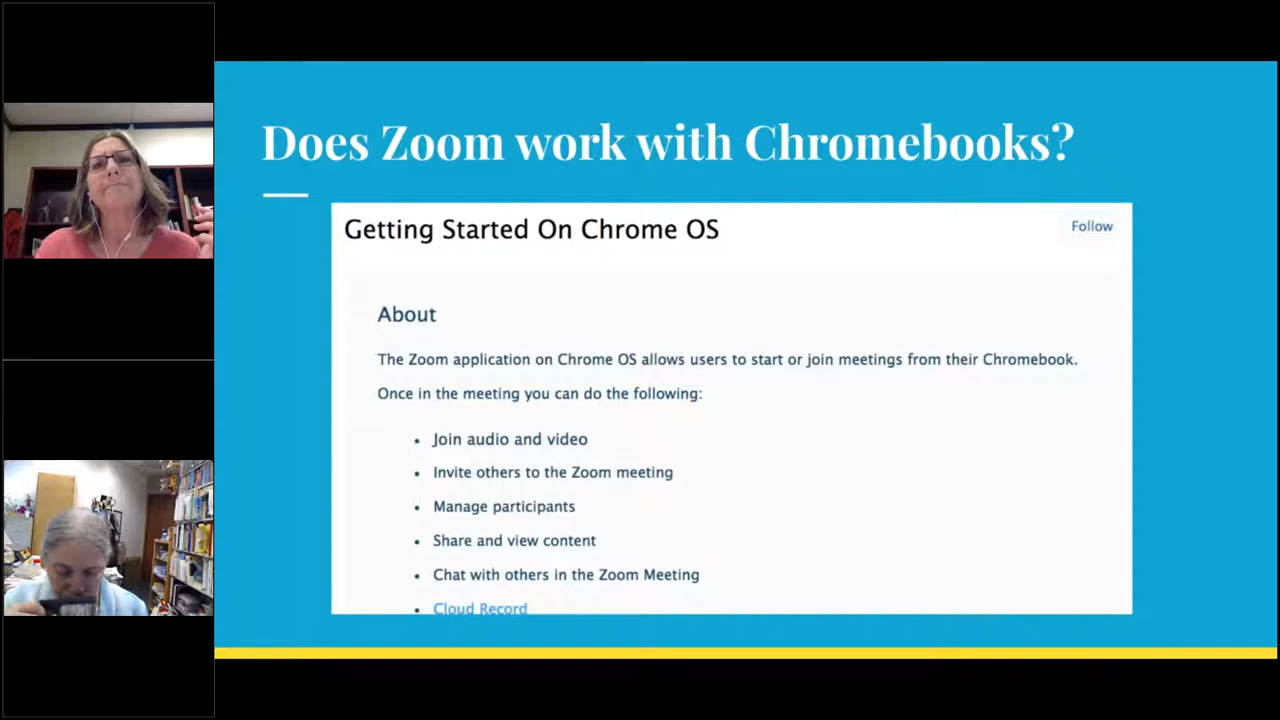 Does Zoom work with Chromebooks?
Getting Started On Chrome OS
Follow
About
The Zoom application on Chrome OS allows users to start or join meetings from their Chromebook.
Once in the meeting you can do the following:
• Join audio and video
• Invite others to the Zoom meeting
• Manage participants
• Share and view content
• Chat with others in the Zoom Meeting
• Cloud Record